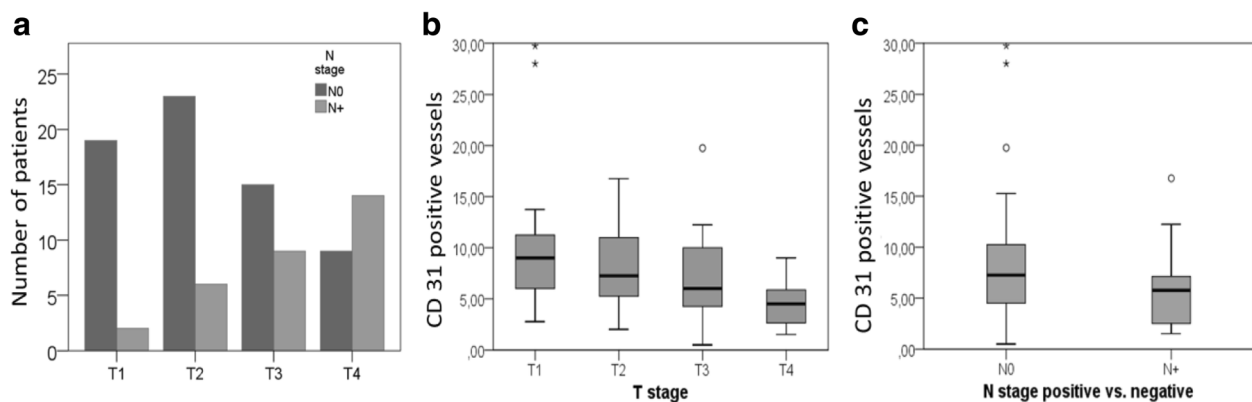 a
Number of patients
25
20
15
10
5
0
T1 T2 T3 T4
N
stage
N0
N+
b
CD 31 positive vessels
30,00
25,00
20,00
15,00
10,00
5,00
,00
T1 T2 T3 T4
T stage
c
CD 31 positive vessels
30,00
25,00
20,00
15,00
10,00
5,00
,00
N0 N+
N stage positive vs. negative